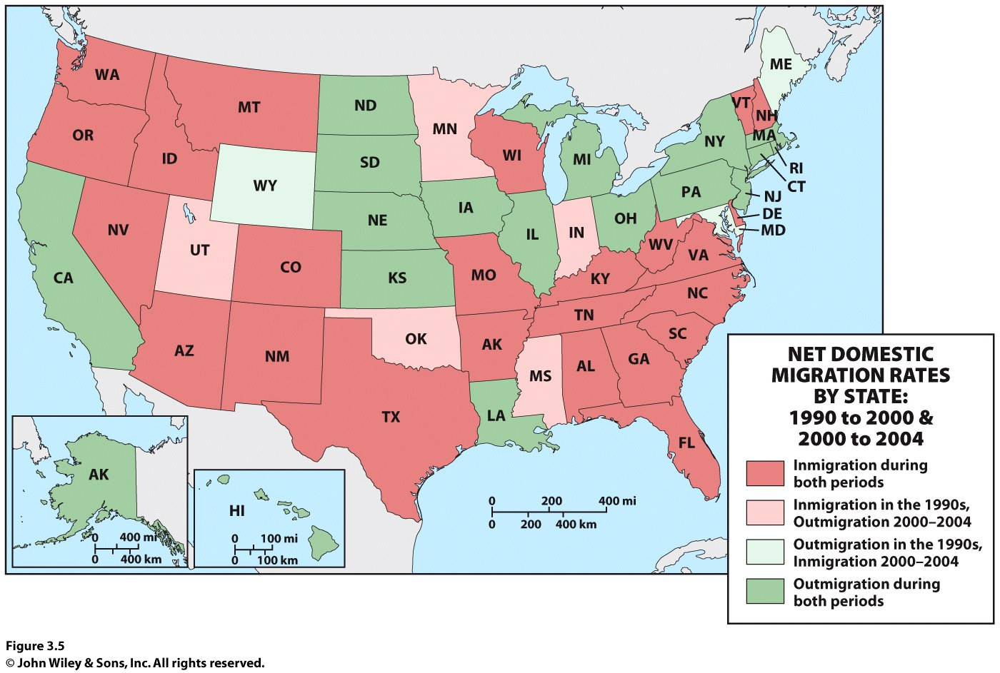 WA
MT
ND
MN
ME
VT
NH
OR
ID
SD
WI
MI
NY
MA
RI
CT
WY
NE
IA
PA
NJ
DE
MD
NV
UT
CO
KS
MO
IL
IN
OH
WV
VA
CA
KY
NC
TN
AZ
NM
OK
AK
SC
GA
MS
AL
TX
LA
FL
AK
0 400 mi
0 400 km
HI
0 100 mi
0 100 km
0 200 400 mi
0 200 400 km
NET DOMESTIC
MIGRATION RATES
BY STATE:
1990 to 2000 &
2000 to 2004
Inmigration during
both periods
Inmigration in the 1990s,
Outmigration 2000–2004
Outmigration in the 1990s,
Inmigration 2000–2004
Outmigration during
both periods
Figure 3.5
© John Wiley & Sons, Inc. All rights reserved.